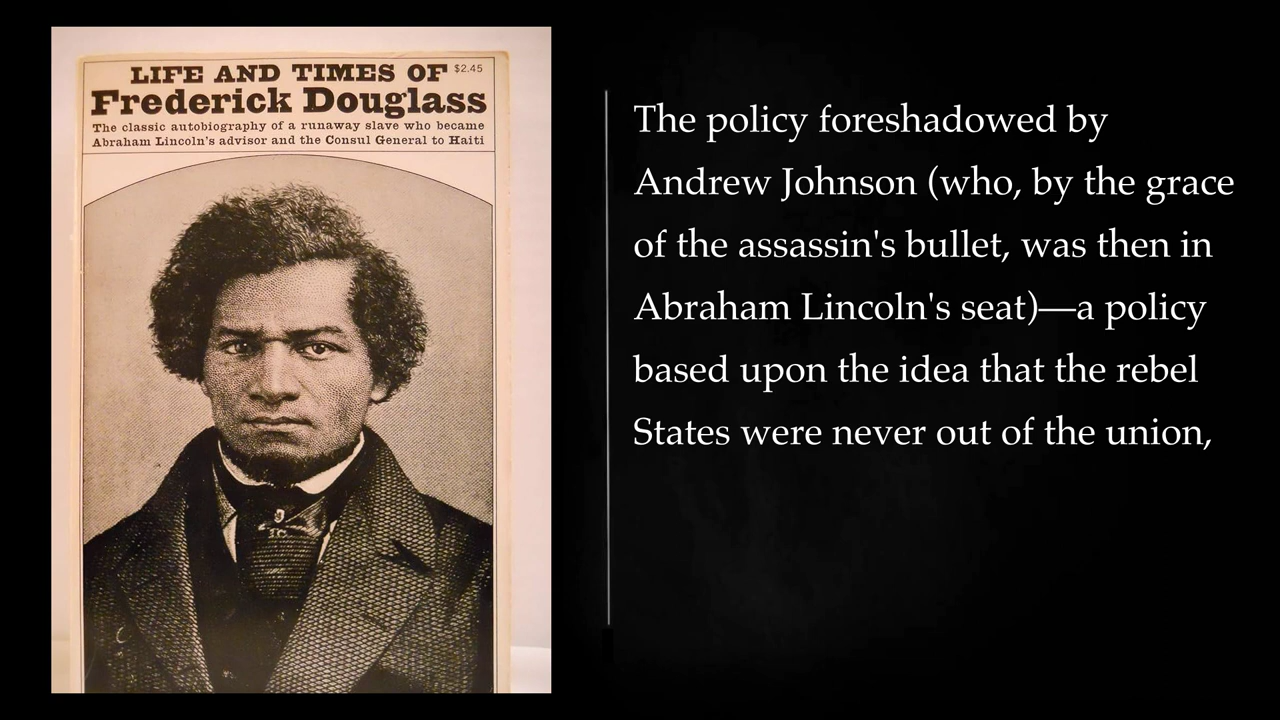 LIFE AND TIMES OF $2.45
Frederick Douglass
The classic autobiography of a runaway slave who became
Abraham Lincoln's advisor and the Consul General to Haiti
The policy foreshadowed by
Andrew Johnson (who, by the grace
of the assassin's bullet, was then in
Abraham Lincoln's seat)—a policy
based upon the idea that the rebel
States were never out of the union,